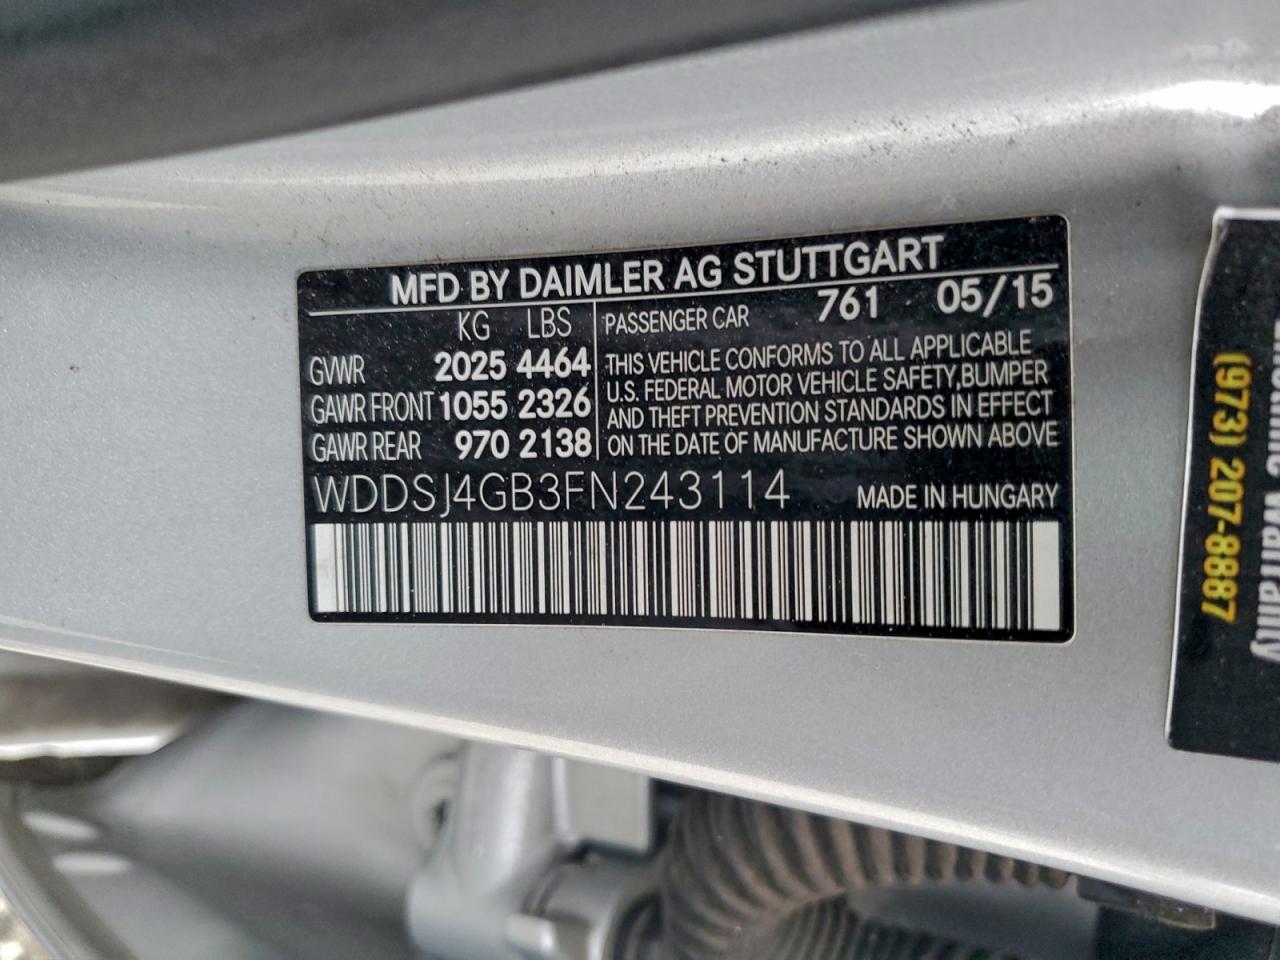 MFD BY DAIMLER AG STUTTGART
KG LBS
GVWR 2025 4464
GAWR FRONT 1055 2326
GAWR REAR 970 2138
PASSENGER CAR 761 05/15
THIS VEHICLE CONFORMS TO ALL APPLICABLE
U.S. FEDERAL MOTOR VEHICLE SAFETY,BUMPER
AND THEFT PREVENTION STANDARDS IN EFFECT
ON THE DATE OF MANUFACTURE SHOWN ABOVE
WDDSJ4GB3FN243114 MADE IN HUNGARY
Warranty
(973) 207-8887